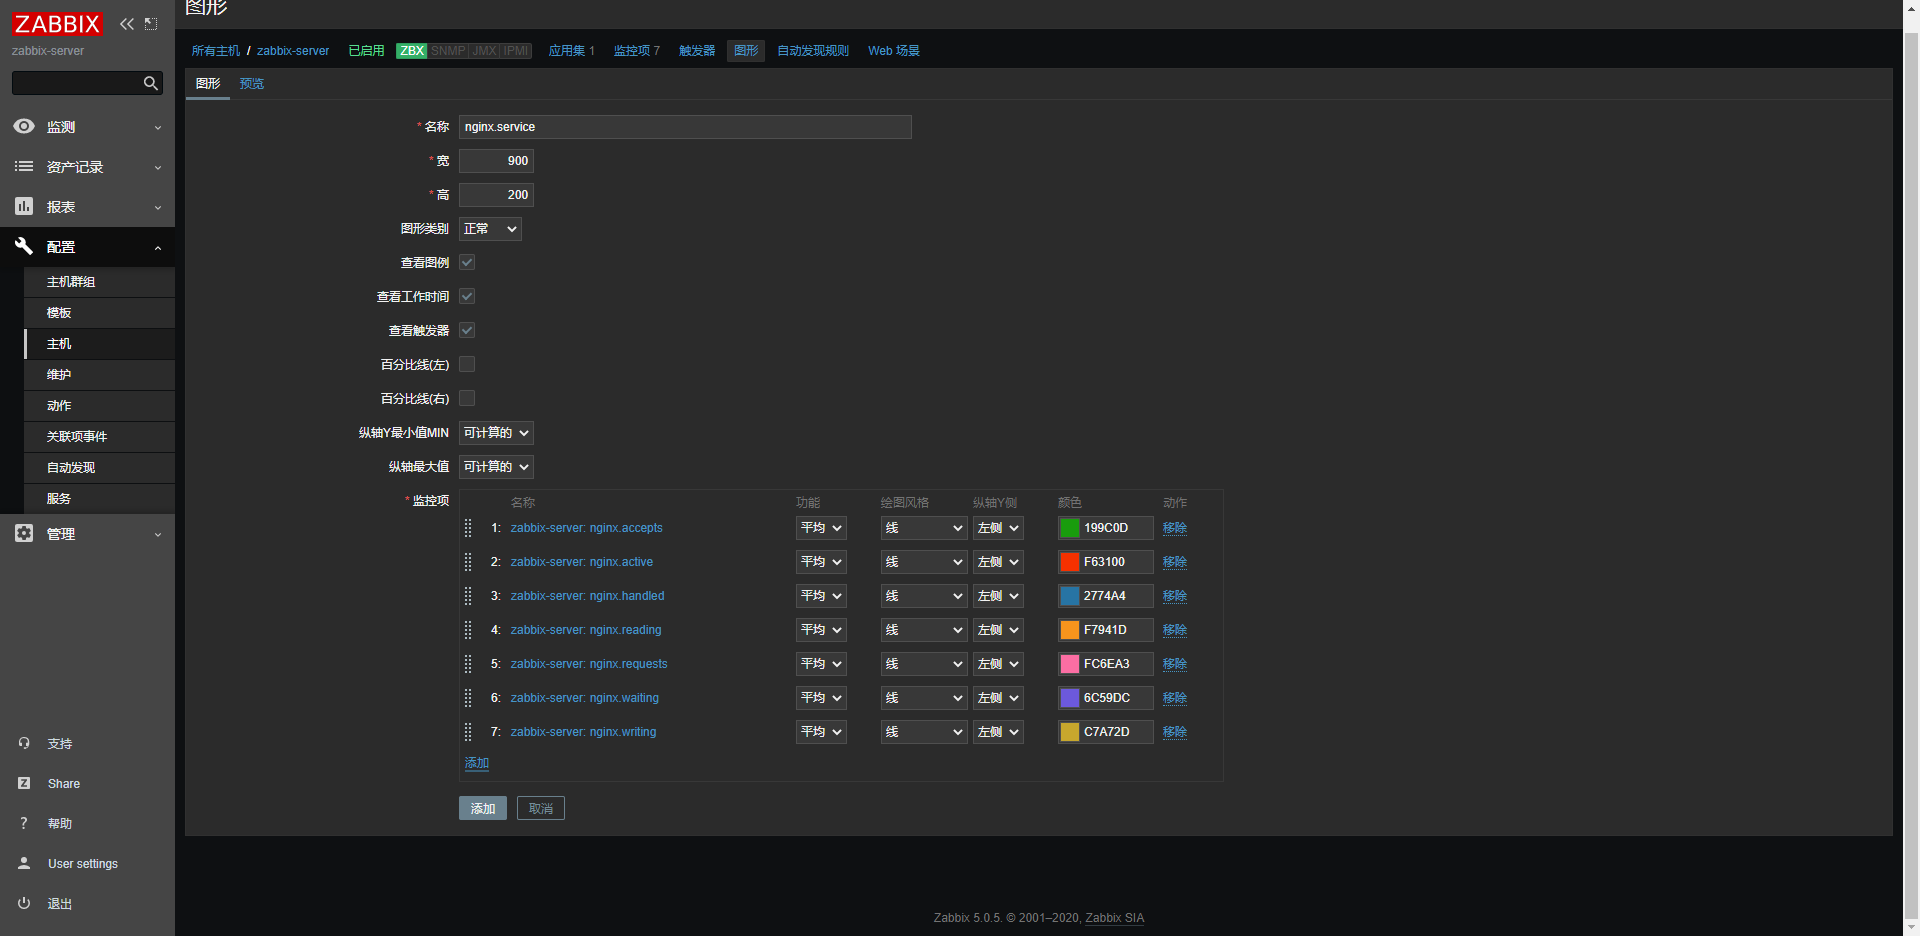 ZABBIX
zabbix-server
监测
资产记录
报表
配置
主机群组
模板
主机
维护
动作
关联项事件
自动发现
服务
管理
支持
Share
帮助
User settings
退出
图形
所有主机 / zabbix-server 已启用 ZBX SNMP JMX IPMI 应用集 1 监控项 7 触发器 图形 自动发现规则 Web 场景
图形 预览
* 名称 nginx.service
* 宽 900
* 高 200
图形类别 正常
查看图例
查看工作时间
查看触发器
百分比线(左)
百分比线(右)
纵轴Y最小值MIN 可计算的
纵轴最大值 可计算的
* 监控项 名称 功能 绘图风格 纵轴Y侧 颜色 动作
1: zabbix-server: nginx.accepts 平均 线 左侧 199C0D 移除
2: zabbix-server: nginx.active 平均 线 左侧 F63100 移除
3: zabbix-server: nginx.handled 平均 线 左侧 2774A4 移除
4: zabbix-server: nginx.reading 平均 线 左侧 F7941D 移除
5: zabbix-server: nginx.requests 平均 线 左侧 FC6EA3 移除
6: zabbix-server: nginx.waiting 平均 线 左侧 6C59DC 移除
7: zabbix-server: nginx.writing 平均 线 左侧 C7A72D 移除
添加
添加 取消
Zabbix 5.0.5. © 2001–2020, Zabbix SIA